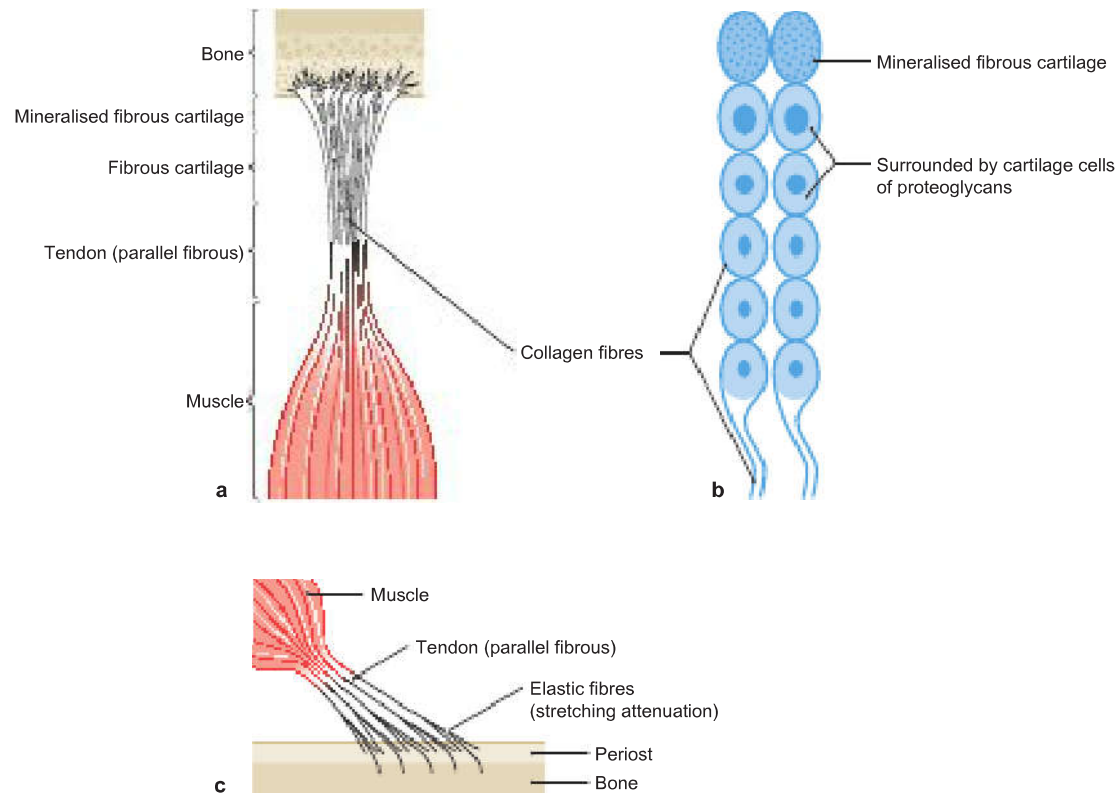 Bone
Mineralised fibrous cartilage
Fibrous cartilage
Tendon (parallel fibrous)
Muscle
a
Collagen fibres
Mineralised fibrous cartilage
Surrounded by cartilage cells
of proteoglycans
b
Muscle
Tendon (parallel fibrous)
Elastic fibres
(stretching attenuation)
Periost
Bone
c